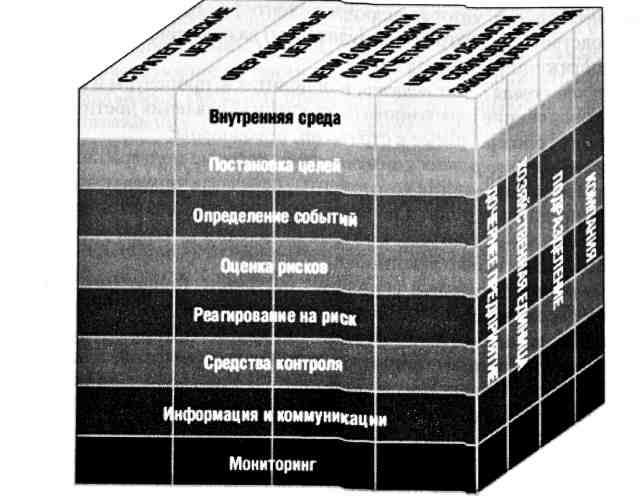 СТРАТЕГИЧЕСКИЕ
ЦЕЛИ
ОПЕРАЦИОННЫЕ
ЦЕЛИ
ЦЕЛИ В ОБЛАСТИ
ПОДГОТОВКИ
ОТЧЕТНОСТИ
ЦЕЛИ В ОБЛАСТИ
СОБЛЮДЕНИЯ
ЗАКОНОДАТЕЛЬСТВА
Внутренняя среда
Постановка целей
Определение событий
Оценка рисков
Реагирование на риск
Средства контроля
Информация и коммуникации
Мониторинг
ДОЧЕРНЕЕ ПРЕДПРИЯТИЕ
ХОЗЯЙСТВЕННАЯ ЕДИНИЦА
ПОДРАЗДЕЛЕНИЕ
КОМПАНИЯ